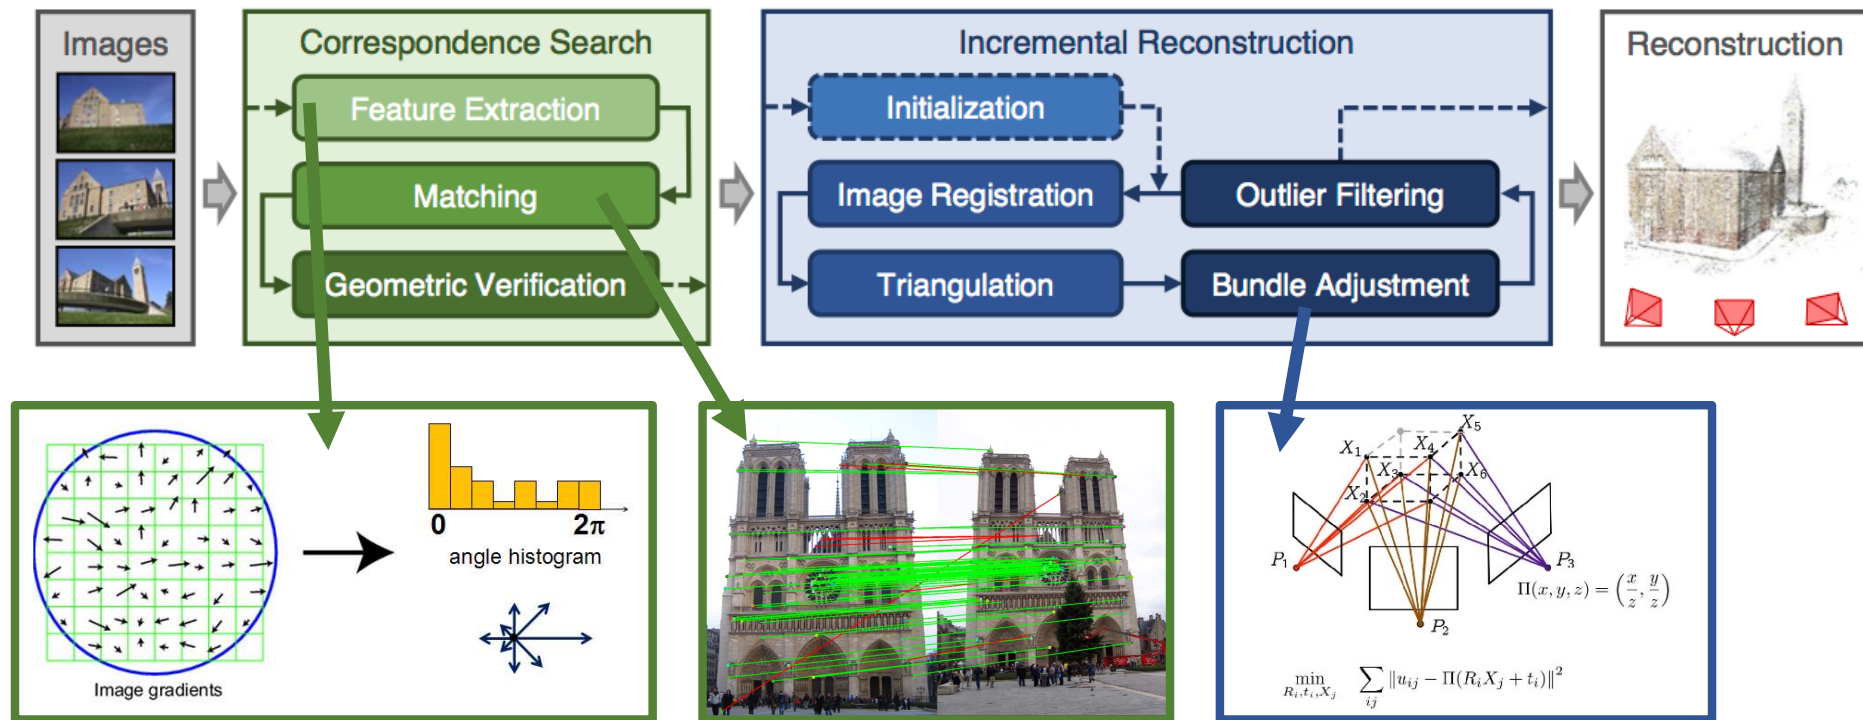 Images
Correspondence Search
Feature Extraction
Matching
Geometric Verification
Incremental Reconstruction
Initialization
Image Registration
Outlier Filtering
Triangulation
Bundle Adjustment
Reconstruction
0
2π
angle histogram
Image gradients
X₁
X₂
X₃
X₄
X₅
X₆
P₁
P₂
P₃
Π(x, y, z) = (x/z, y/z)
min Σ ‖uᵢⱼ − Π(RᵢXⱼ + tᵢ)‖²
Rᵢ,tᵢ,Xⱼ ij